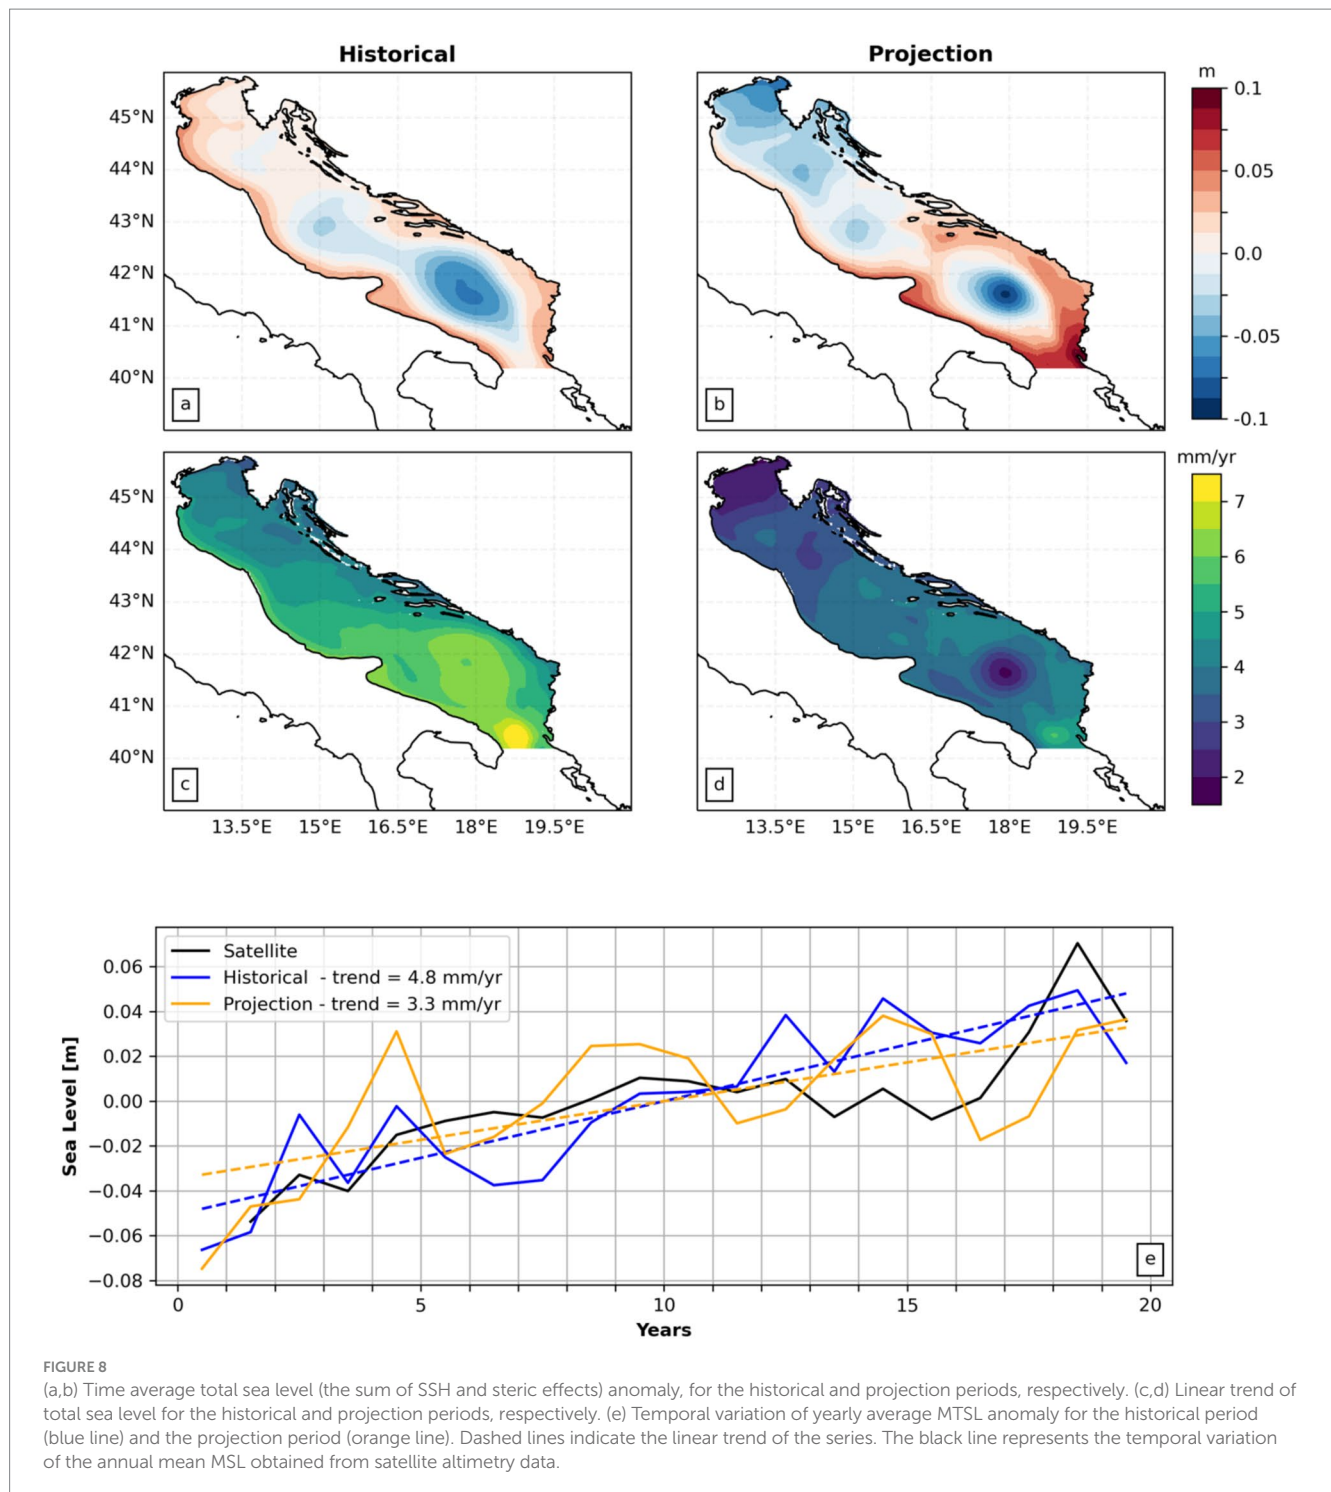 Historical
Projection
m
45°N
44°N
43°N
42°N
41°N
40°N
a
b
0.1
0.05
0.0
-0.05
-0.1
mm/yr
45°N
44°N
43°N
42°N
41°N
40°N
c
d
7
6
5
4
3
2
13.5°E 15°E 16.5°E 18°E 19.5°E
13.5°E 15°E 16.5°E 18°E 19.5°E
Satellite
Historical - trend = 4.8 mm/yr
Projection - trend = 3.3 mm/yr
Sea Level [m]
0.06
0.04
0.02
0.00
−0.02
−0.04
−0.06
−0.08
e
0 5 10 15 20
Years
FIGURE 8
(a,b) Time average total sea level (the sum of SSH and steric effects) anomaly, for the historical and projection periods, respectively. (c,d) Linear trend of
total sea level for the historical and projection periods, respectively. (e) Temporal variation of yearly average MTSL anomaly for the historical period
(blue line) and the projection period (orange line). Dashed lines indicate the linear trend of the series. The black line represents the temporal variation
of the annual mean MSL obtained from satellite altimetry data.